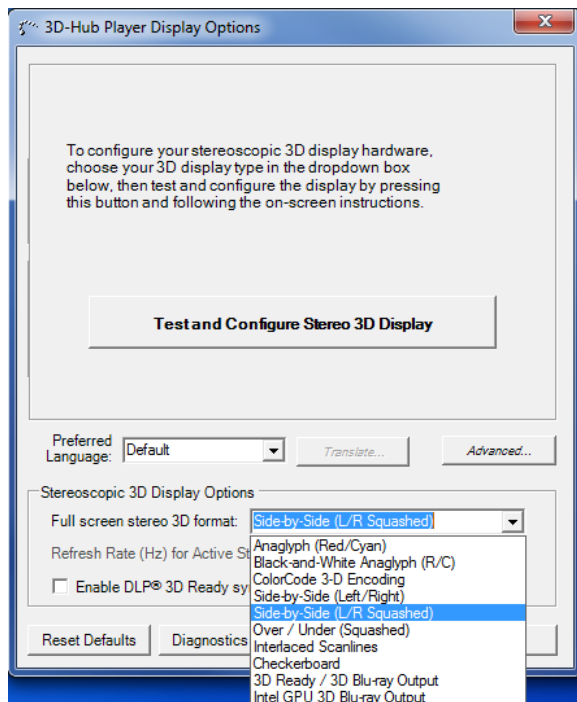 3D-Hub Player Display Options
To configure your stereoscopic 3D display hardware,
choose your 3D display type in the dropdown box
below, then test and configure the display by pressing
this button and following the on-screen instructions.
Test and Configure Stereo 3D Display
Preferred
Language:
Default
Translate...
Advanced...
Stereoscopic 3D Display Options
Full screen stereo 3D format:
Side-by-Side (L/R Squashed)
Refresh Rate (Hz) for Active St
Enable DLP® 3D Ready sy
Anaglyph (Red/Cyan)
Black-and-White Anaglyph (R/C)
ColorCode 3-D Encoding
Side-by-Side (Left/Right)
Side-by-Side (L/R Squashed)
Over / Under (Squashed)
Interlaced Scanlines
Checkerboard
3D Ready / 3D Blu-ray Output
Intel GPU 3D Blu-ray Output
Reset Defaults
Diagnostics